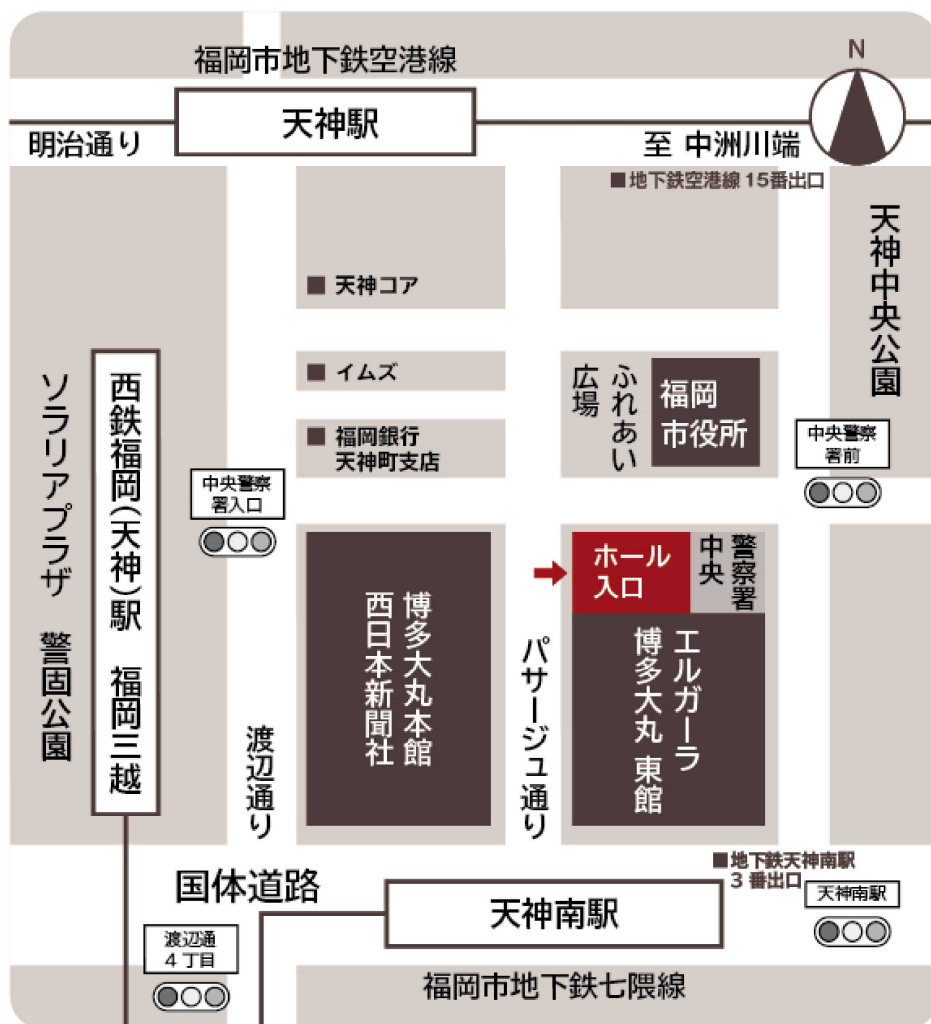 福岡市地下鉄空港線
N
天神駅
明治通り
至 中洲川端
■地下鉄空港線 15番出口
天神中央公園
■ 天神コア
■ イムズ
■ 福岡銀行
天神町支店
ふれあい
広場
福岡
市役所
中央警察
署前
ソラリアプラザ 警固公園
西鉄福岡(天神)駅 福岡三越
中央警察
署入口
博多大丸本館
西日本新聞社
ホール
入口
中央
警察署
エルガーラ
博多大丸 東館
パサージュ通り
渡辺通り
国体道路
■地下鉄天神南駅
3 番出口
天神南駅
天神南駅
渡辺通
4 丁目
福岡市地下鉄七隈線